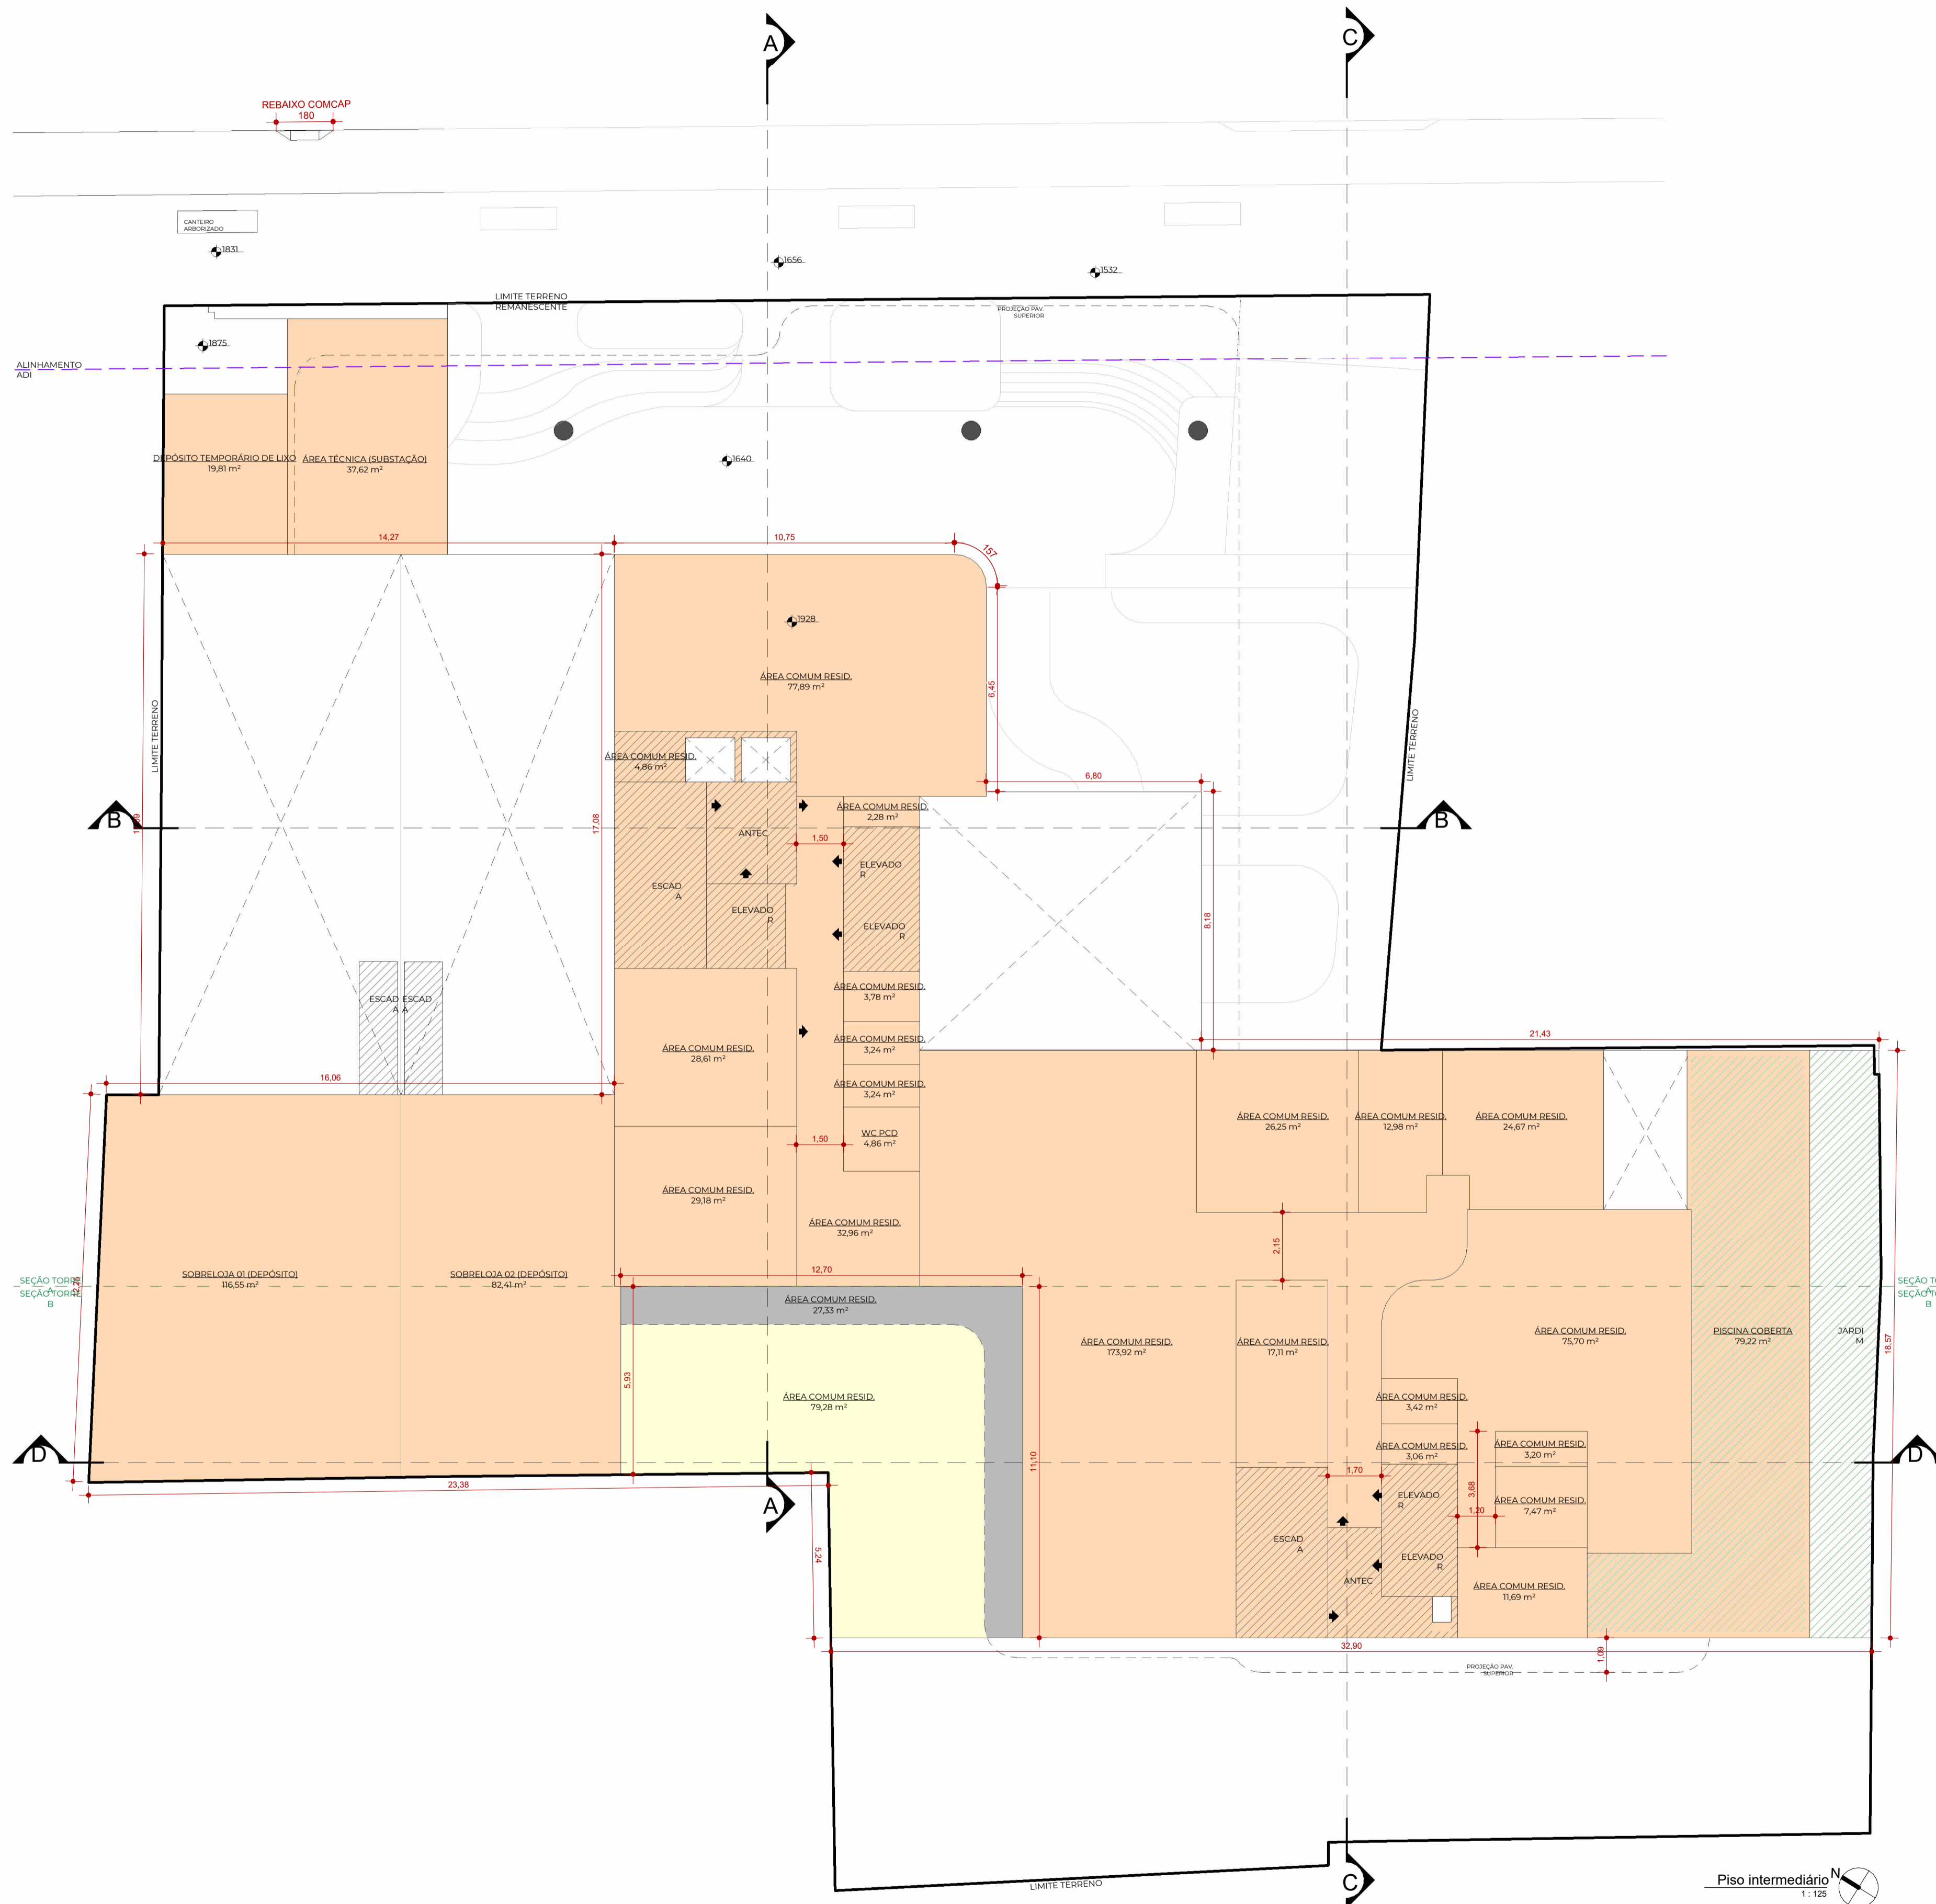 A
C
REBAIXO COMCAP
180
CANTEIRO
ARBORIZADO
1831
1656
1532
LIMITE TERRENO
REMANESCENTE
PROJEÇÃO PAV.
SUPERIOR
1875
ALINHAMENTO
ADI
DEPÓSITO TEMPORÁRIO DE LIXO
19,81 m²
ÁREA TÉCNICA (SUBSTAÇÃO)
37,62 m²
1640
14,27
10,75
157
1928
ÁREA COMUM RESID.
77,89 m²
6,45
LIMITE TERRENO
LIMITE TERRENO
ÁREA COMUM RESID.
4,86 m²
6,80
ÁREA COMUM RESID.
2,28 m²
B
17,08
ANTEC
1,50
B
ELEVADO
R
ESCAD
A
ELEVADO
R
ELEVADO
R
8,18
ÁREA COMUM RESID.
3,78 m²
ESCAD
A
ESCAD
A
ÁREA COMUM RESID.
28,61 m²
ÁREA COMUM RESID.
3,24 m²
21,43
16,06
ÁREA COMUM RESID.
3,24 m²
WC PCD
4,86 m²
1,50
ÁREA COMUM RESID.
26,25 m²
ÁREA COMUM RESID.
12,98 m²
ÁREA COMUM RESID.
24,67 m²
ÁREA COMUM RESID.
29,18 m²
ÁREA COMUM RESID.
32,96 m²
2,15
SOBRELOJA 01 (DEPÓSITO)
116,55 m²
SOBRELOJA 02 (DEPÓSITO)
82,41 m²
12,70
SEÇÃO TORRE
A
SEÇÃO TORRE
B
SEÇÃO TO
A
SEÇÃO TO
B
ÁREA COMUM RESID.
27,33 m²
5,93
ÁREA COMUM RESID.
173,92 m²
ÁREA COMUM RESID.
17,11 m²
ÁREA COMUM RESID.
75,70 m²
PISCINA COBERTA
79,22 m²
JARDI
M
18,57
ÁREA COMUM RESID.
79,28 m²
ÁREA COMUM RESID.
3,42 m²
ÁREA COMUM RESID.
3,06 m²
ÁREA COMUM RESID.
3,20 m²
D
D
11,10
1,70
3,68
23,38
A
ELEVADO
R
1,20
ÁREA COMUM RESID.
7,47 m²
5,24
ESCAD
A
ELEVADO
R
ANTEC
ÁREA COMUM RESID.
11,69 m²
32,90
1,09
PROJEÇÃO PAV.
SUPERIOR
LIMITE TERRENO
C
Piso intermediário
N
1 : 125